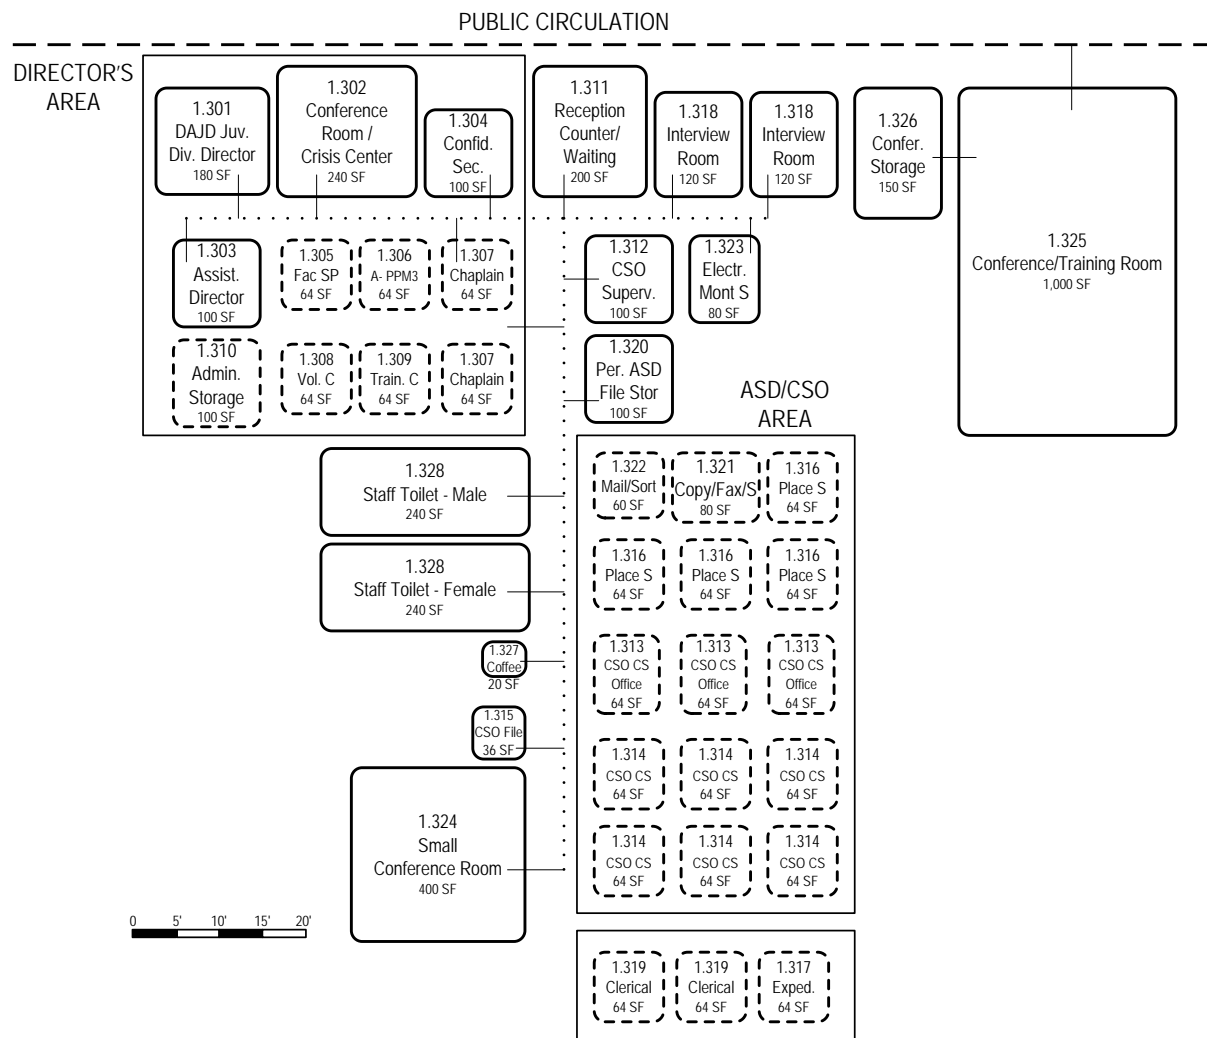 PUBLIC CIRCULATION
DIRECTOR'S
AREA
1.301
DAJD Juv.
Div. Director
180 SF
1.302
Conference
Room /
Crisis Center
240 SF
1.304
Confid.
Sec.
100 SF
1.311
Reception
Counter/
Waiting
200 SF
1.318
Interview
Room
120 SF
1.318
Interview
Room
120 SF
1.326
Confer.
Storage
150 SF
1.325
Conference/Training Room
1,000 SF
1.303
Assist.
Director
100 SF
1.305
Fac SP
64 SF
1.306
A- PPM3
64 SF
1.307
Chaplain
64 SF
1.312
CSO
Superv.
100 SF
1.323
Electr.
Mont S
80 SF
1.310
Admin.
Storage
100 SF
1.308
Vol. C
64 SF
1.309
Train. C
64 SF
1.307
Chaplain
64 SF
1.320
Per. ASD
File Stor
100 SF
ASD/CSO
AREA
1.328
Staff Toilet - Male
240 SF
1.322
Mail/Sort
60 SF
1.321
Copy/Fax/S
80 SF
1.316
Place S
64 SF
1.328
Staff Toilet - Female
240 SF
1.316
Place S
64 SF
1.316
Place S
64 SF
1.316
Place S
64 SF
1.327
Coffee
20 SF
1.313
CSO CS
Office
64 SF
1.313
CSO CS
Office
64 SF
1.313
CSO CS
Office
64 SF
1.315
CSO File
36 SF
1.314
CSO CS
64 SF
1.314
CSO CS
64 SF
1.314
CSO CS
64 SF
1.324
Small
Conference Room
400 SF
1.314
CSO CS
64 SF
1.314
CSO CS
64 SF
1.314
CSO CS
64 SF
0 5' 10' 15' 20'
1.319
Clerical
64 SF
1.319
Clerical
64 SF
1.317
Exped.
64 SF